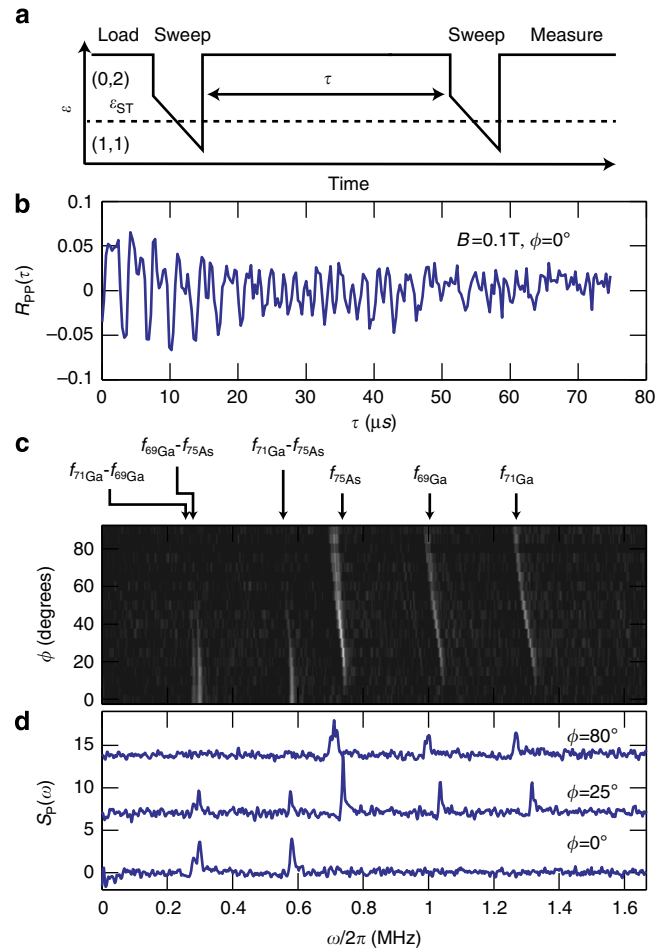 a
Load Sweep Sweep Measure
(0,2)
ε_ST
(1,1)
ε
τ
Time
b
0.1
0.05
0
−0.05
−0.1
R_PP(τ)
B=0.1T, ϕ=0°
0 10 20 30 40 50 60 70 80
τ (μs)
c
f_69Ga-f_75As f_71Ga-f_75As
f_71Ga-f_69Ga f_75As f_69Ga f_71Ga
80
60
40
20
0
ϕ (degrees)
d
15
10
5
0
S_P(ω)
ϕ=80°
ϕ=25°
ϕ=0°
0 0.2 0.4 0.6 0.8 1 1.2 1.4 1.6
ω/2π (MHz)